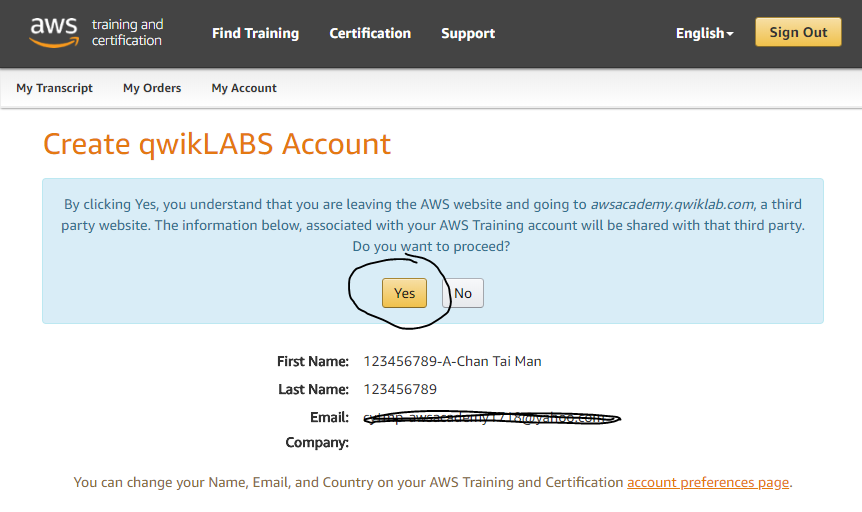 aws training and certification
Find Training Certification Support English Sign Out
My Transcript My Orders My Account
Create qwikLABS Account
By clicking Yes, you understand that you are leaving the AWS website and going to awsacademy.qwiklab.com, a third
party website. The information below, associated with your AWS Training account will be shared with that third party.
Do you want to proceed?
Yes No
First Name: 123456789-A-Chan Tai Man
Last Name: 123456789
Email:
Company:
You can change your Name, Email, and Country on your AWS Training and Certification account preferences page.